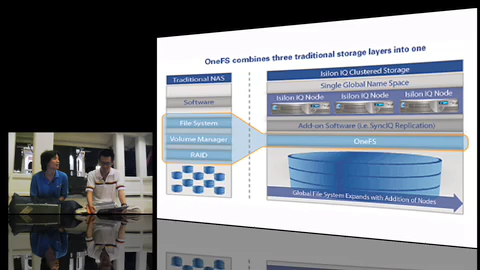 OneFS combines three traditional storage layers into one
Traditional NAS
Software
File System
Volume Manager
RAID
Isilon IQ Clustered Storage
Single Global Name Space
Isilon IQ Node
Isilon IQ Node
Isilon IQ Node
Add-on Software (i.e. SyncIQ Replication)
OneFS
Global File System Expands with Addition of Nodes